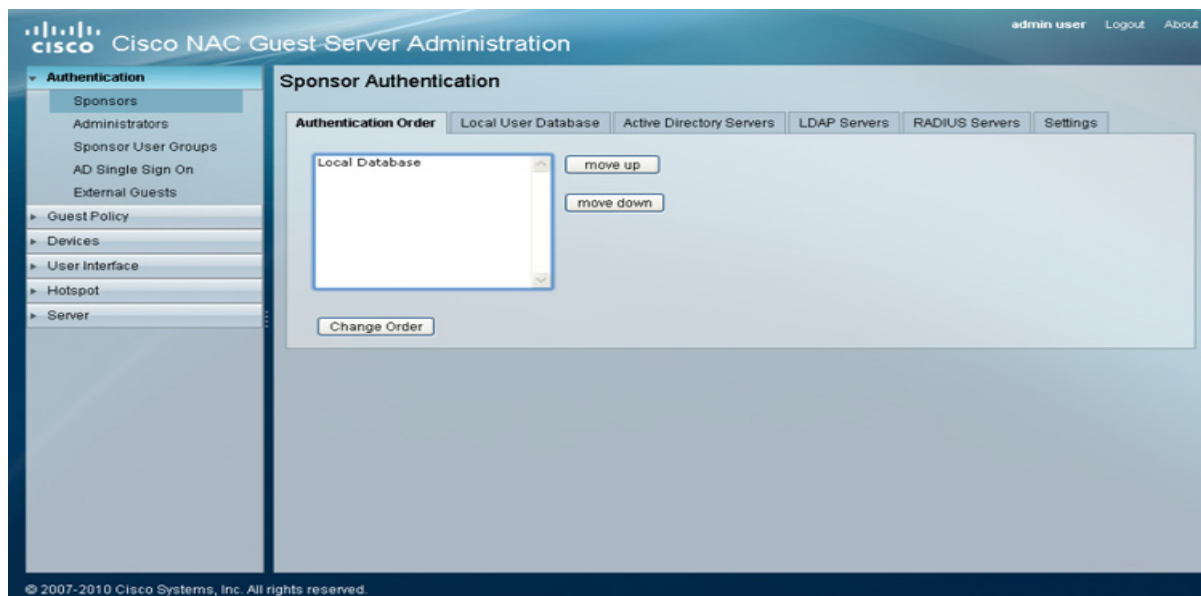 CISCO Cisco NAC Guest Server Administration
admin user Logout About
Authentication
Sponsors
Administrators
Sponsor User Groups
AD Single Sign On
External Guests
Guest Policy
Devices
User Interface
Hotspot
Server
Sponsor Authentication
Authentication Order Local User Database Active Directory Servers LDAP Servers RADIUS Servers Settings
Local Database
move up
move down
Change Order
© 2007-2010 Cisco Systems, Inc. All rights reserved.